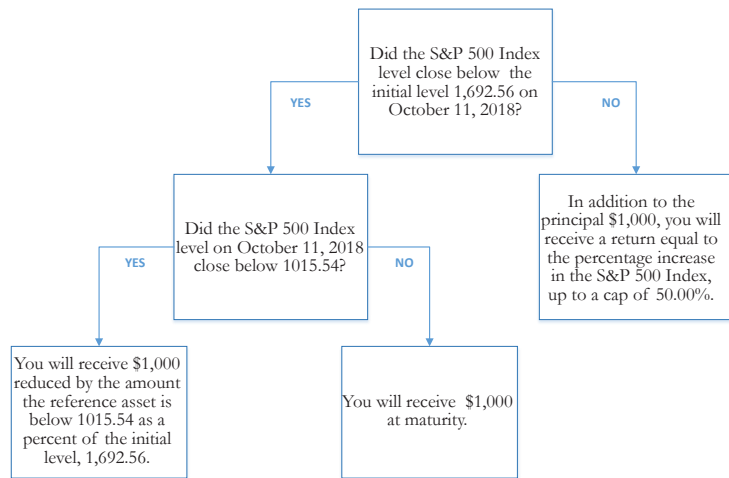 Did the S&P 500 Index
level close below the
initial level 1,692.56 on
October 11, 2018?
YES
NO
Did the S&P 500 Index
level on October 11, 2018
close below 1015.54?
In addition to the
principal $1,000, you will
receive a return equal to
the percentage increase
in the S&P 500 Index,
up to a cap of 50.00%.
YES
NO
You will receive $1,000
reduced by the amount
the reference asset is
below 1015.54 as a
percent of the initial
level, 1,692.56.
You will receive $1,000
at maturity.